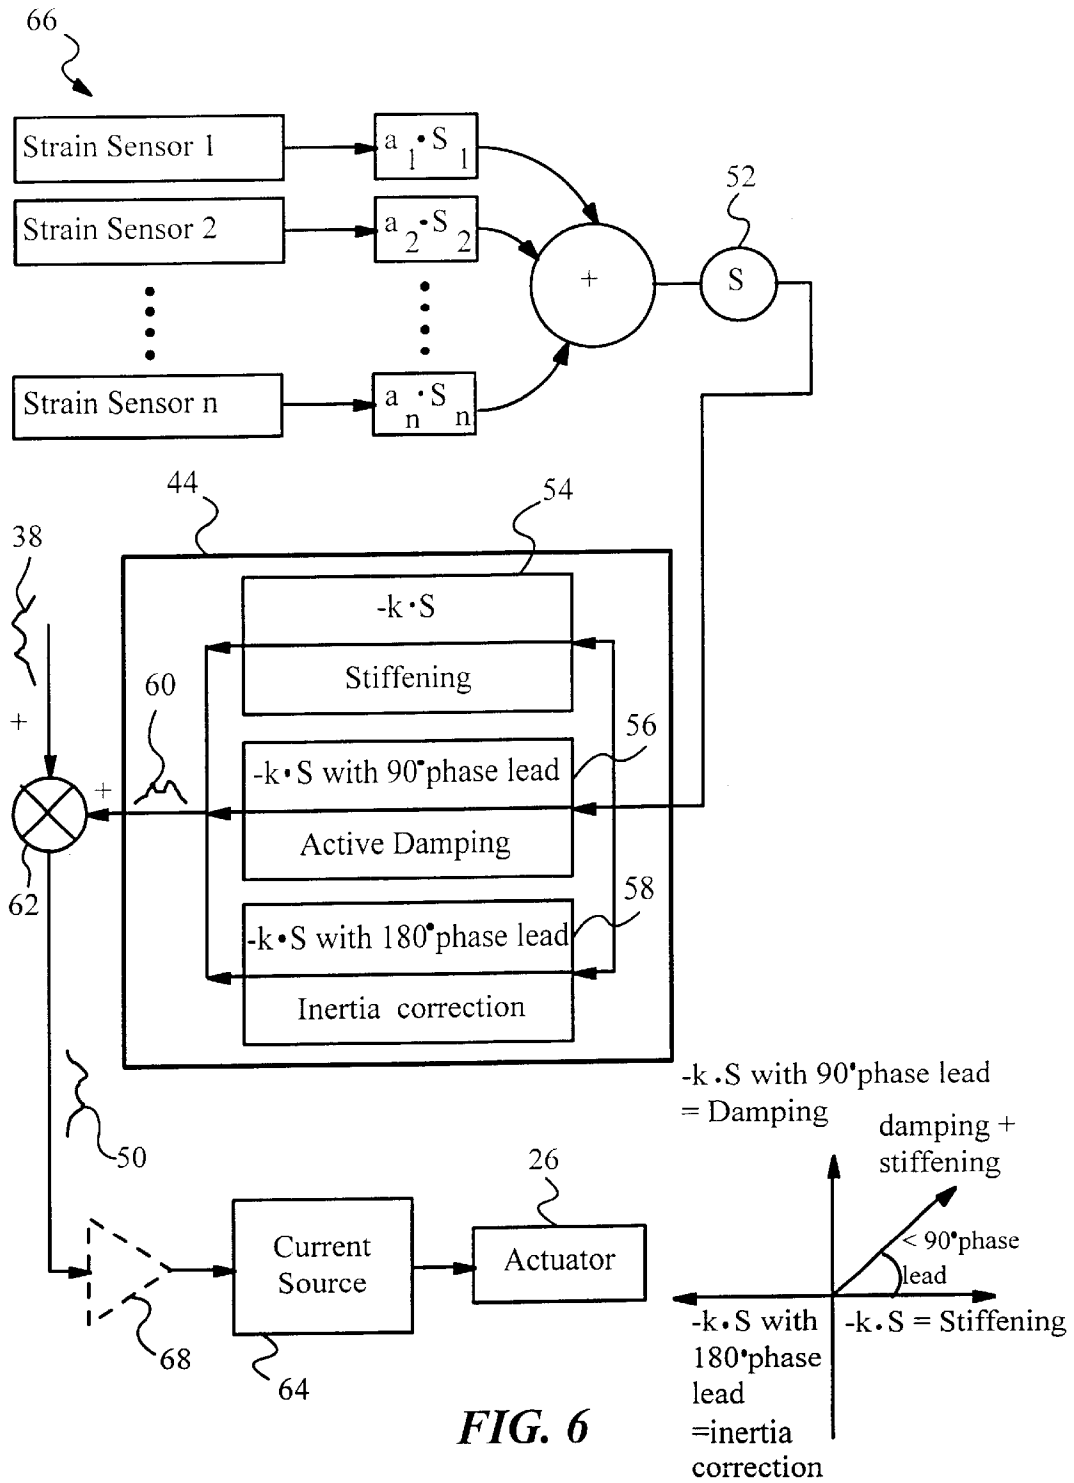 66
Strain Sensor 1
a1·S1
Strain Sensor 2
a2·S2
52
+
S
Strain Sensor n
an·Sn
44
54
38
-k·S
Stiffening
60
+
56
-k·S with 90° phase lead
+
Active Damping
62
58
-k·S with 180° phase lead
Inertia correction
50
-k·S with 90° phase lead
= Damping
damping +
stiffening
< 90° phase
lead
26
Current
Source
Actuator
-k·S with
180° phase
lead
=inertia
correction
-k·S = Stiffening
68
64
FIG. 6